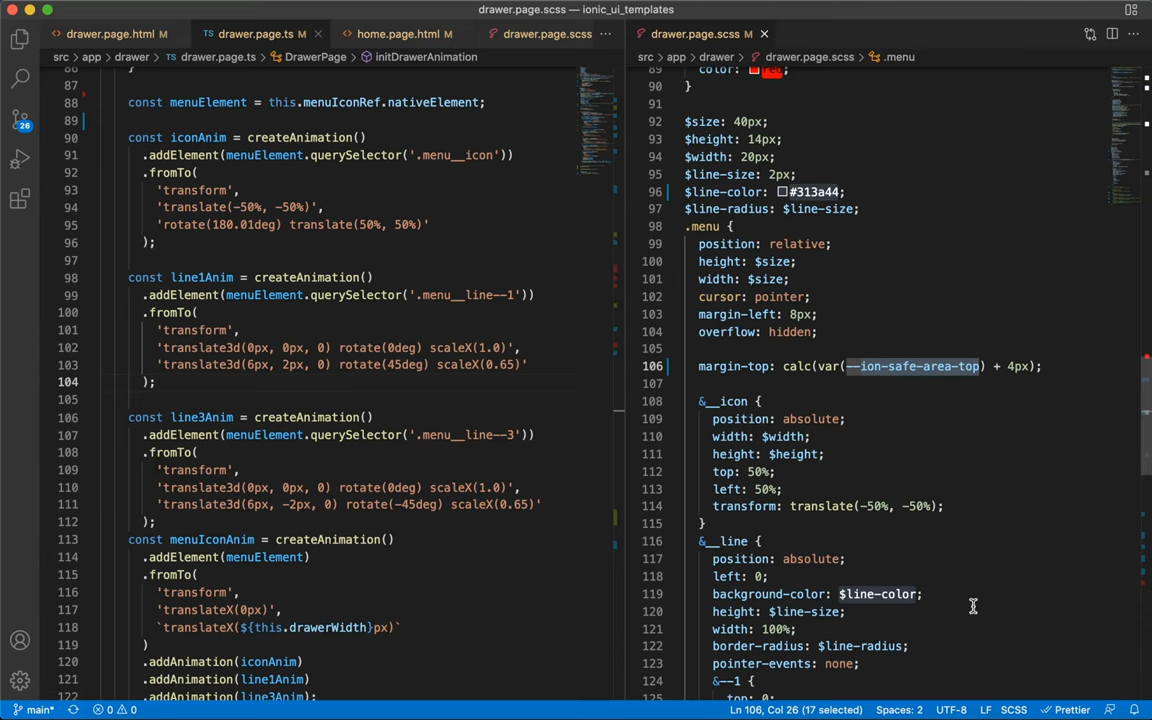 drawer.page.scss — ionic_ui_templates
drawer.page.html M
drawer.page.ts M
home.page.html M
drawer.page.scss
drawer.page.scss M
src > app > drawer > TS drawer.page.ts > DrawerPage > initDrawerAnimation
src > app > drawer > drawer.page.scss > .menu
86 }
87
88 const menuElement = this.menuIconRef.nativeElement;
89
90 const iconAnim = createAnimation()
91 .addElement(menuElement.querySelector('.menu__icon'))
92 .fromTo(
93 'transform',
94 'translate(-50%, -50%)',
95 'rotate(180.01deg) translate(50%, 50%)'
96 );
97
98 const line1Anim = createAnimation()
99 .addElement(menuElement.querySelector('.menu__line--1'))
100 .fromTo(
101 'transform',
102 'translate3d(0px, 0px, 0) rotate(0deg) scaleX(1.0)',
103 'translate3d(6px, 2px, 0) rotate(45deg) scaleX(0.65)'
104 );
105
106 const line3Anim = createAnimation()
107 .addElement(menuElement.querySelector('.menu__line--3'))
108 .fromTo(
109 'transform',
110 'translate3d(0px, 0px, 0) rotate(0deg) scaleX(1.0)',
111 'translate3d(6px, -2px, 0) rotate(-45deg) scaleX(0.65)'
112 );
113 const menuIconAnim = createAnimation()
114 .addElement(menuElement)
115 .fromTo(
116 'transform',
117 'translateX(0px)',
118 `translateX(${this.drawerWidth}px)`
119 )
120 .addAnimation(iconAnim)
121 .addAnimation(line1Anim)
122 .addAnimation(line3Anim);
89 color: red;
90 }
91
92 $size: 40px;
93 $height: 14px;
94 $width: 20px;
95 $line-size: 2px;
96 $line-color: #313a44;
97 $line-radius: $line-size;
98 .menu {
99 position: relative;
100 height: $size;
101 width: $size;
102 cursor: pointer;
103 margin-left: 8px;
104 overflow: hidden;
105
106 margin-top: calc(var(--ion-safe-area-top) + 4px);
107
108 &__icon {
109 position: absolute;
110 width: $width;
111 height: $height;
112 top: 50%;
113 left: 50%;
114 transform: translate(-50%, -50%);
115 }
116 &__line {
117 position: absolute;
118 left: 0;
119 background-color: $line-color;
120 height: $line-size;
121 width: 100%;
122 border-radius: $line-radius;
123 pointer-events: none;
124 &--1 {
125 top: 0;
26
main* 0 0 Ln 106, Col 26 (17 selected) Spaces: 2 UTF-8 LF SCSS Prettier